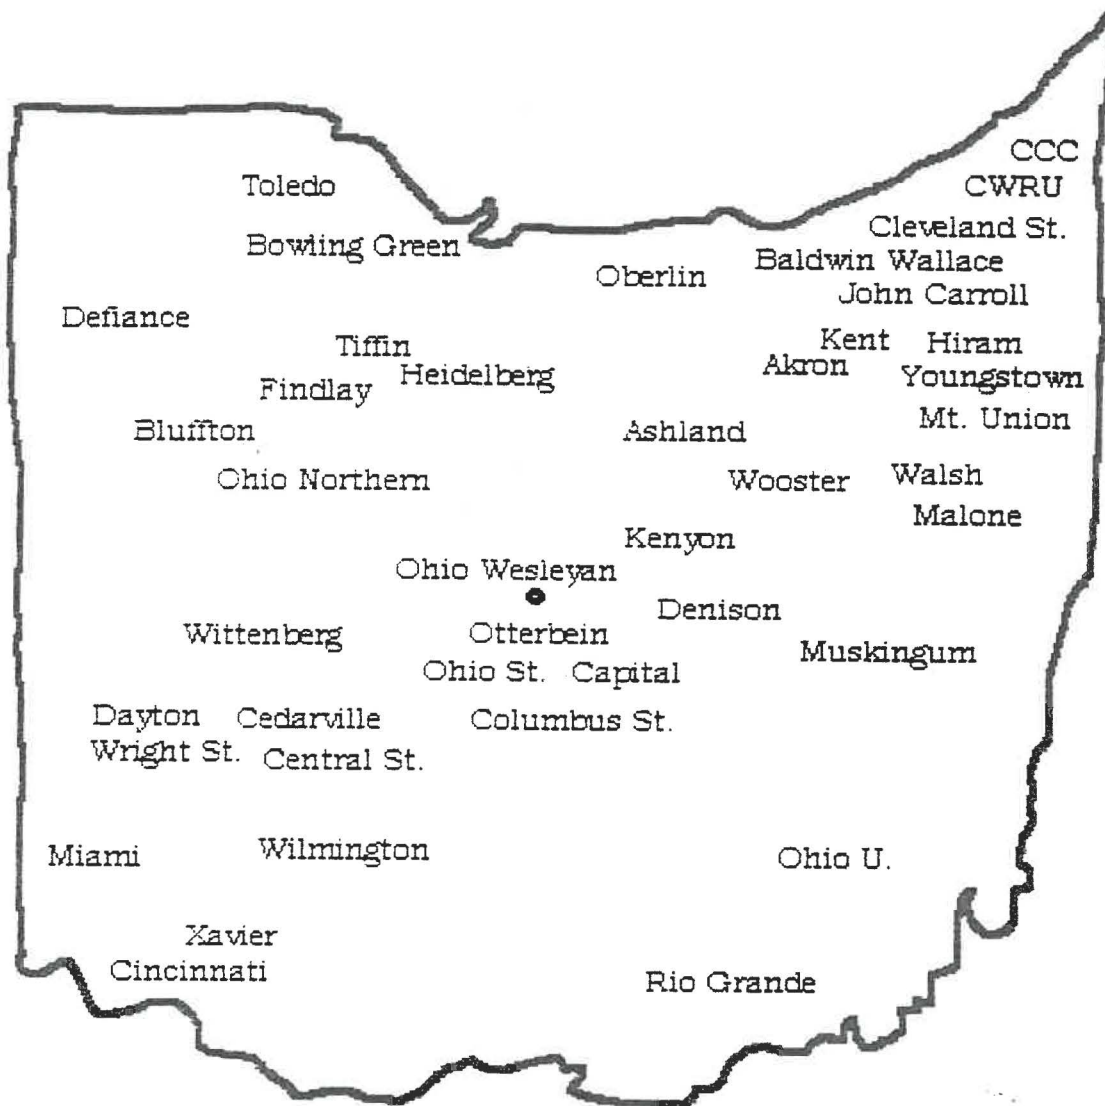 CCC
Toledo
CWRU
Cleveland St.
Bowling Green
Baldwin Wallace
Oberlin
John Carroll
Defiance
Kent
Hiram
Tiffin
Akron
Heidelberg
Youngstown
Findlay
Mt. Union
Bluffton
Ashland
Ohio Northern
Wooster
Walsh
Malone
Kenyon
Ohio Wesleyan
Denison
Wittenberg
Otterbein
Muskingum
Ohio St.
Capital
Dayton
Cedarville
Columbus St.
Wright St.
Central St.
Miami
Wilmington
Ohio U.
Xavier
Cincinnati
Rio Grande